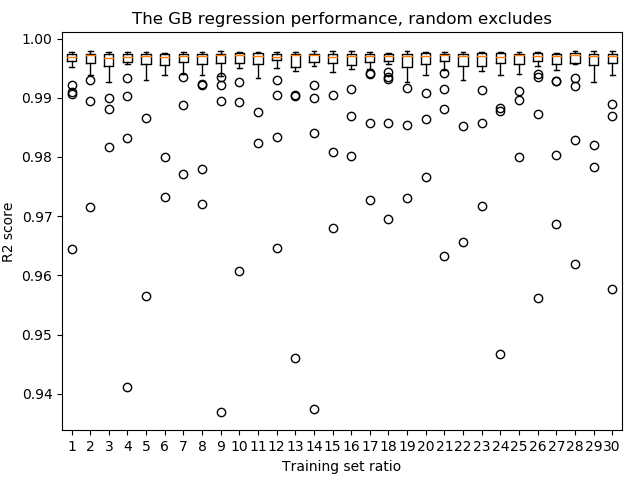 The GB regression performance, random excludes
1.00
0.99
0.98
0.97
0.96
0.95
0.94
R2 score
1 2 3 4 5 6 7 8 9 10 11 12 13 14 15 16 17 18 19 20 21 22 23 24 25 26 27 28 29 30
Training set ratio